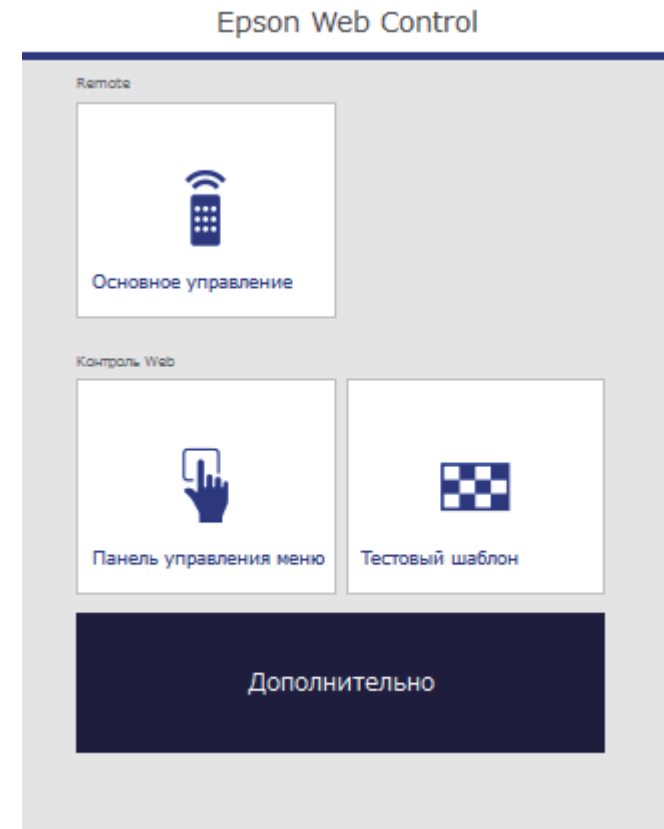 Epson Web Control
Remote
Основное управление
Контроль Web
Панель управления меню
Тестовый шаблон
Дополнительно